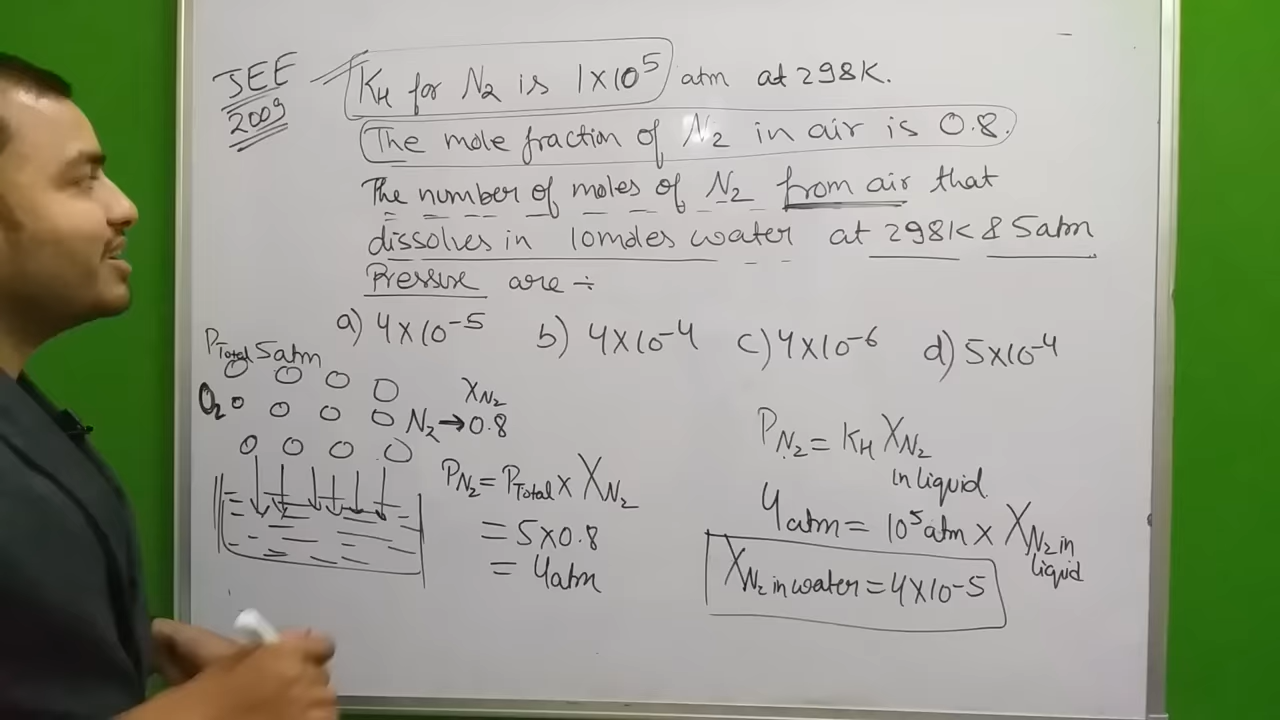 JEE
2009
KH for N2 is 1×10^5 atm at 298K.
The mole fraction of N2 in air is 0.8.
The number of moles of N2 from air that
dissolves in 10moles water at 298K & 5atm
Pressure are ÷
a) 4×10^-5 b) 4×10^-4 c) 4×10^-6 d) 5×10^-4
PTotal 5atm
O2
XN2
N2 → 0.8
PN2 = PTotal × XN2
= 5×0.8
= 4atm
PN2 = KH XN2
in liquid
4atm = 10^5 atm × XN2 in
liquid
XN2 in water = 4×10^-5